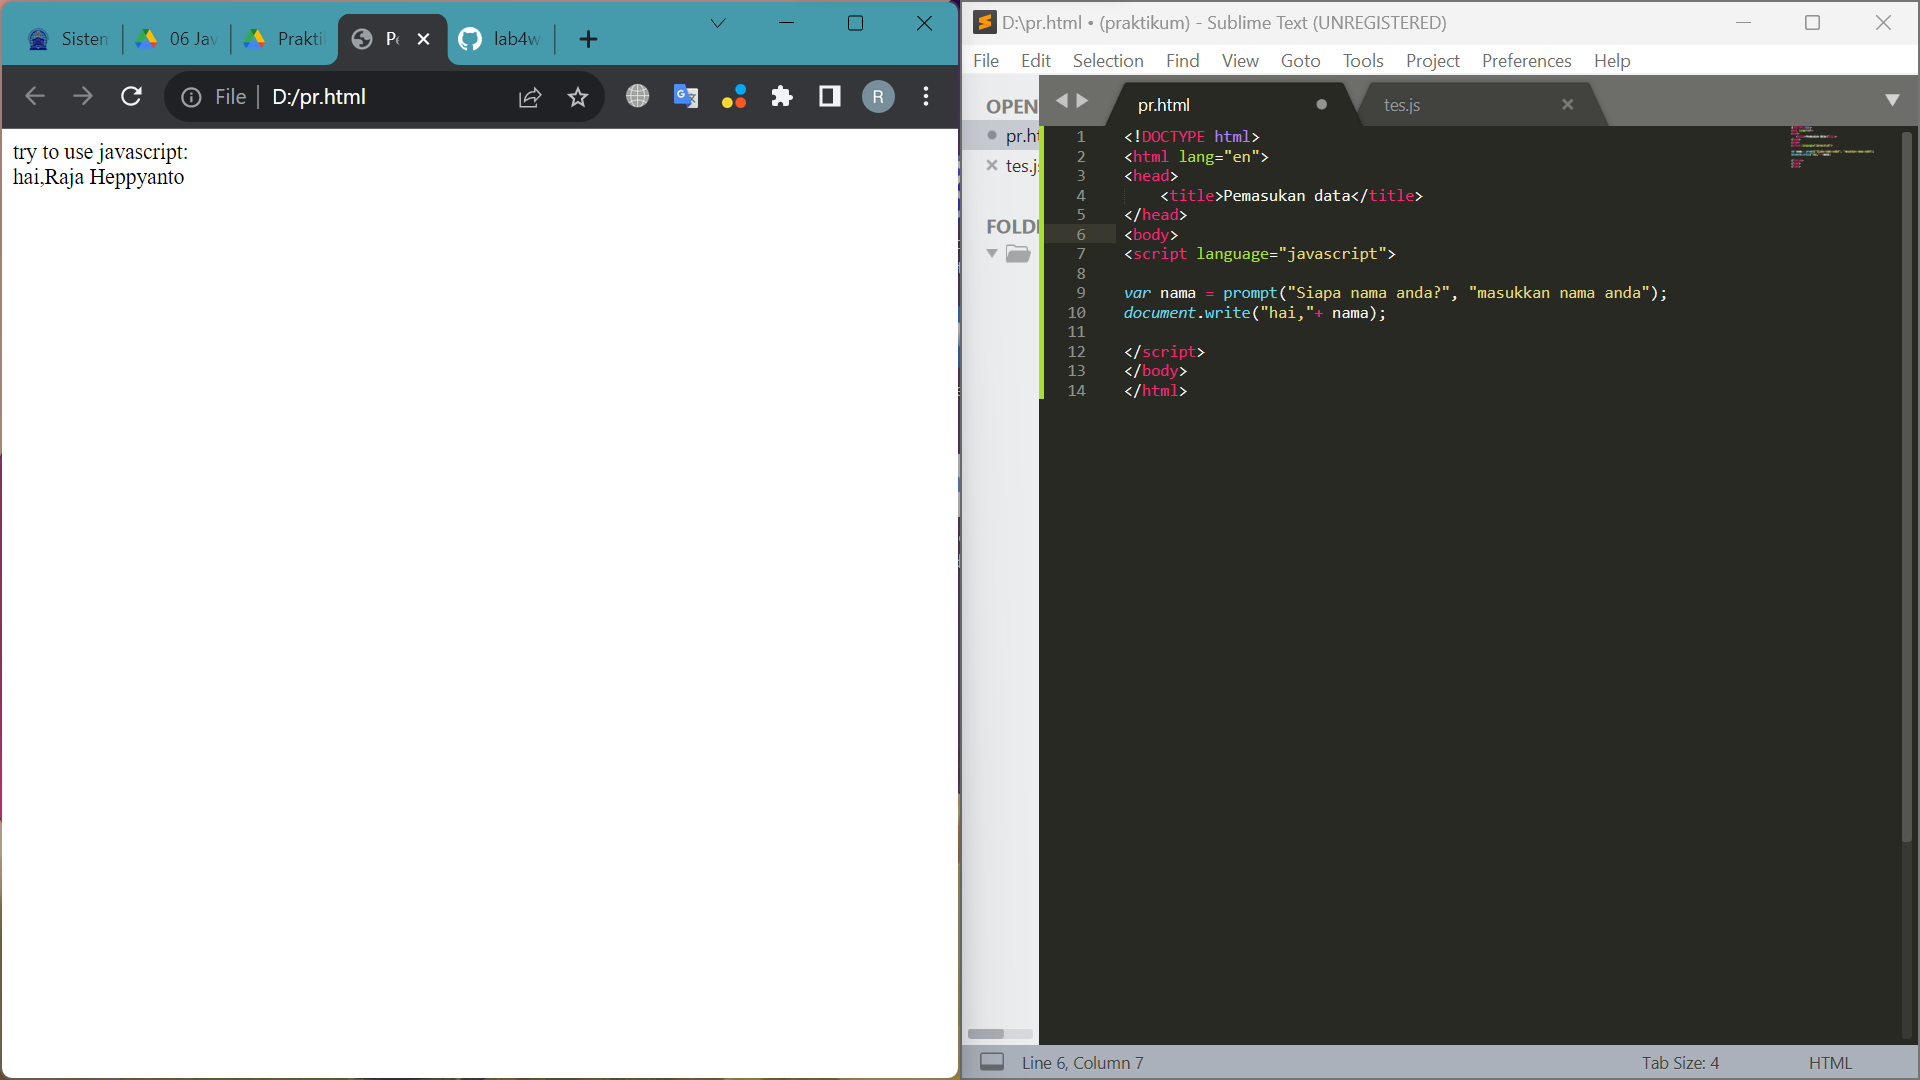 Sistem
06 Jav
Prakti
Pe
lab4w
File
D:/pr.html
R
try to use javascript:
hai,Raja Heppyanto
D:\pr.html • (praktikum) - Sublime Text (UNREGISTERED)
File Edit Selection Find View Goto Tools Project Preferences Help
OPEN
pr.ht
tes.js
FOLDE
pr.html
tes.js
1 <!DOCTYPE html>
2 <html lang="en">
3 <head>
4 <title>Pemasukan data</title>
5 </head>
6 <body>
7 <script language="javascript">
8
9 var nama = prompt("Siapa nama anda?", "masukkan nama anda");
10 document.write("hai,"+ nama);
11
12 </script>
13 </body>
14 </html>
Line 6, Column 7
Tab Size: 4
HTML